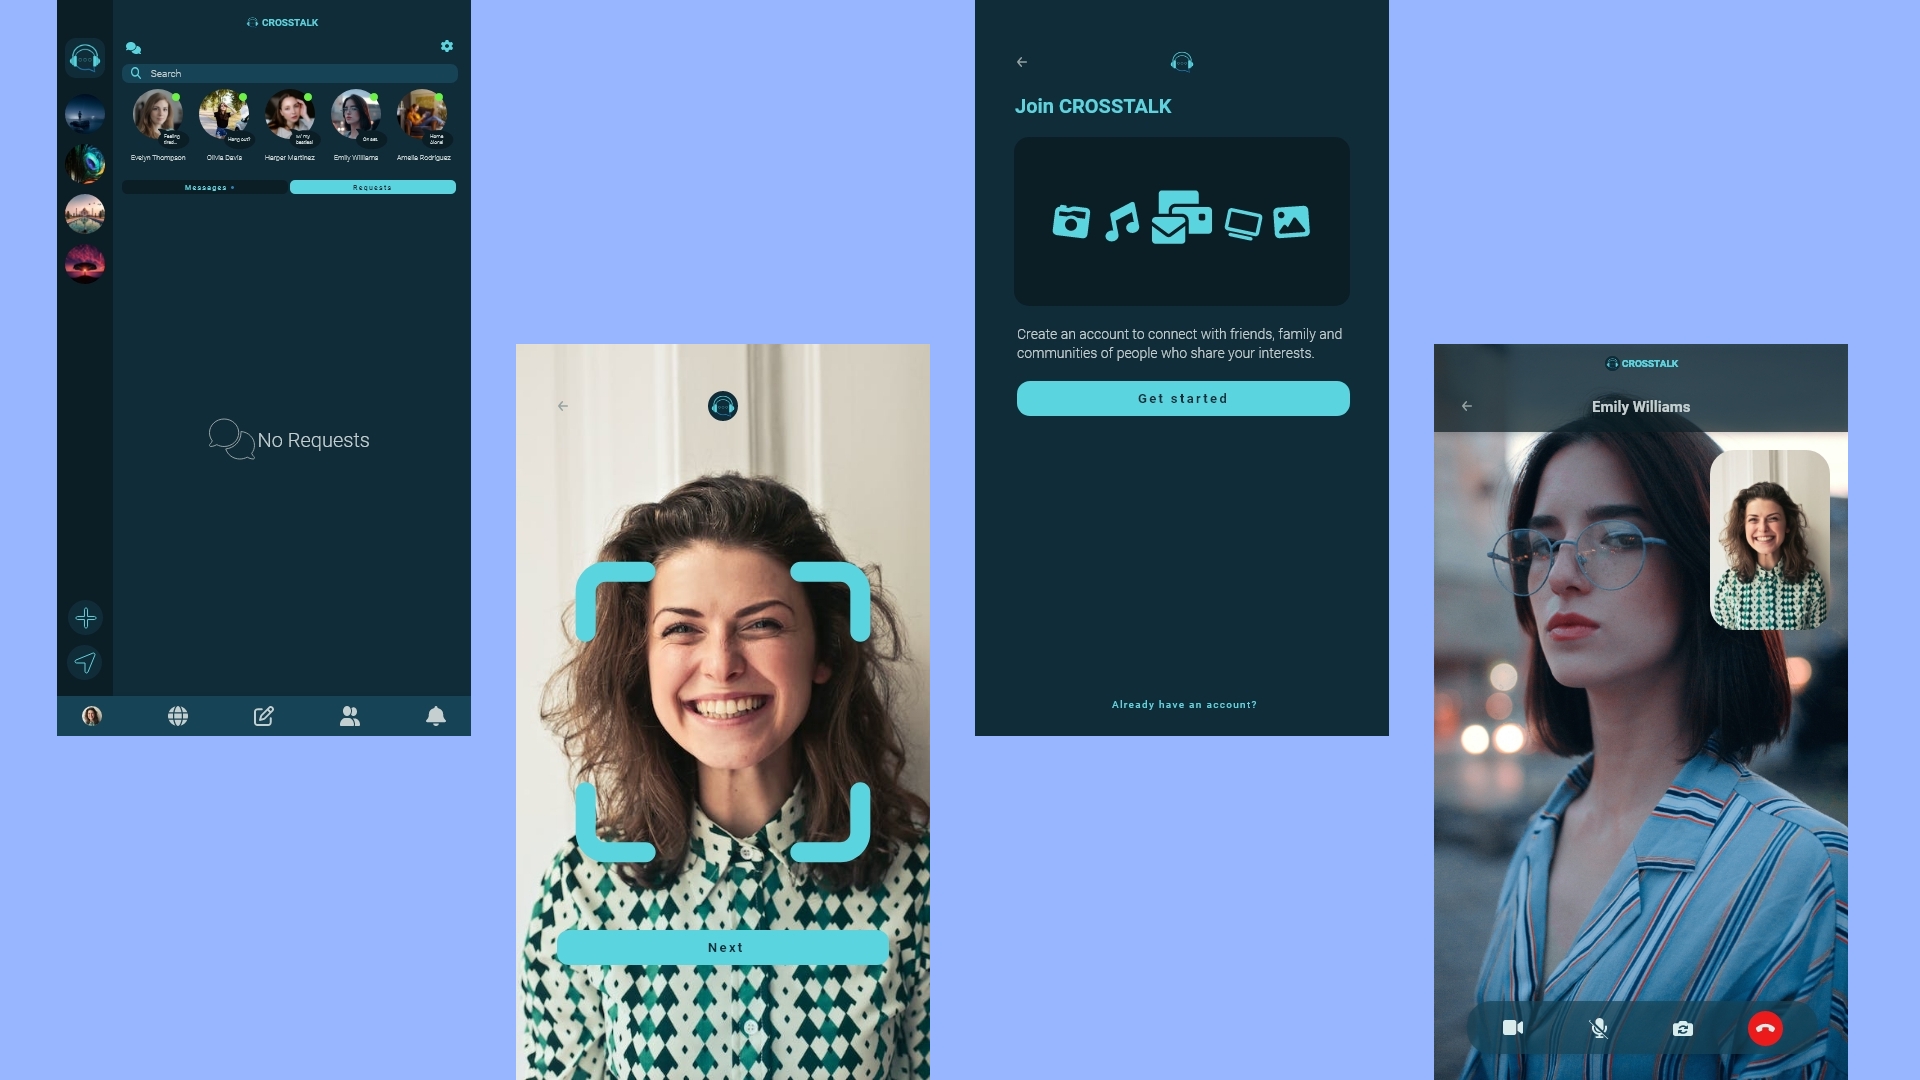 CROSSTALK
Search
Feeling
tired...
Hang out?
w/ my
besties!
On set.
Home
Alone!
Evelyn Thompson
Olivia Davis
Harper Martinez
Emily Williams
Amelia Rodriguez
Messages
Requests
No Requests
Next
Join CROSSTALK
Create an account to connect with friends, family and
communities of people who share your interests.
Get started
Already have an account?
CROSSTALK
Emily Williams